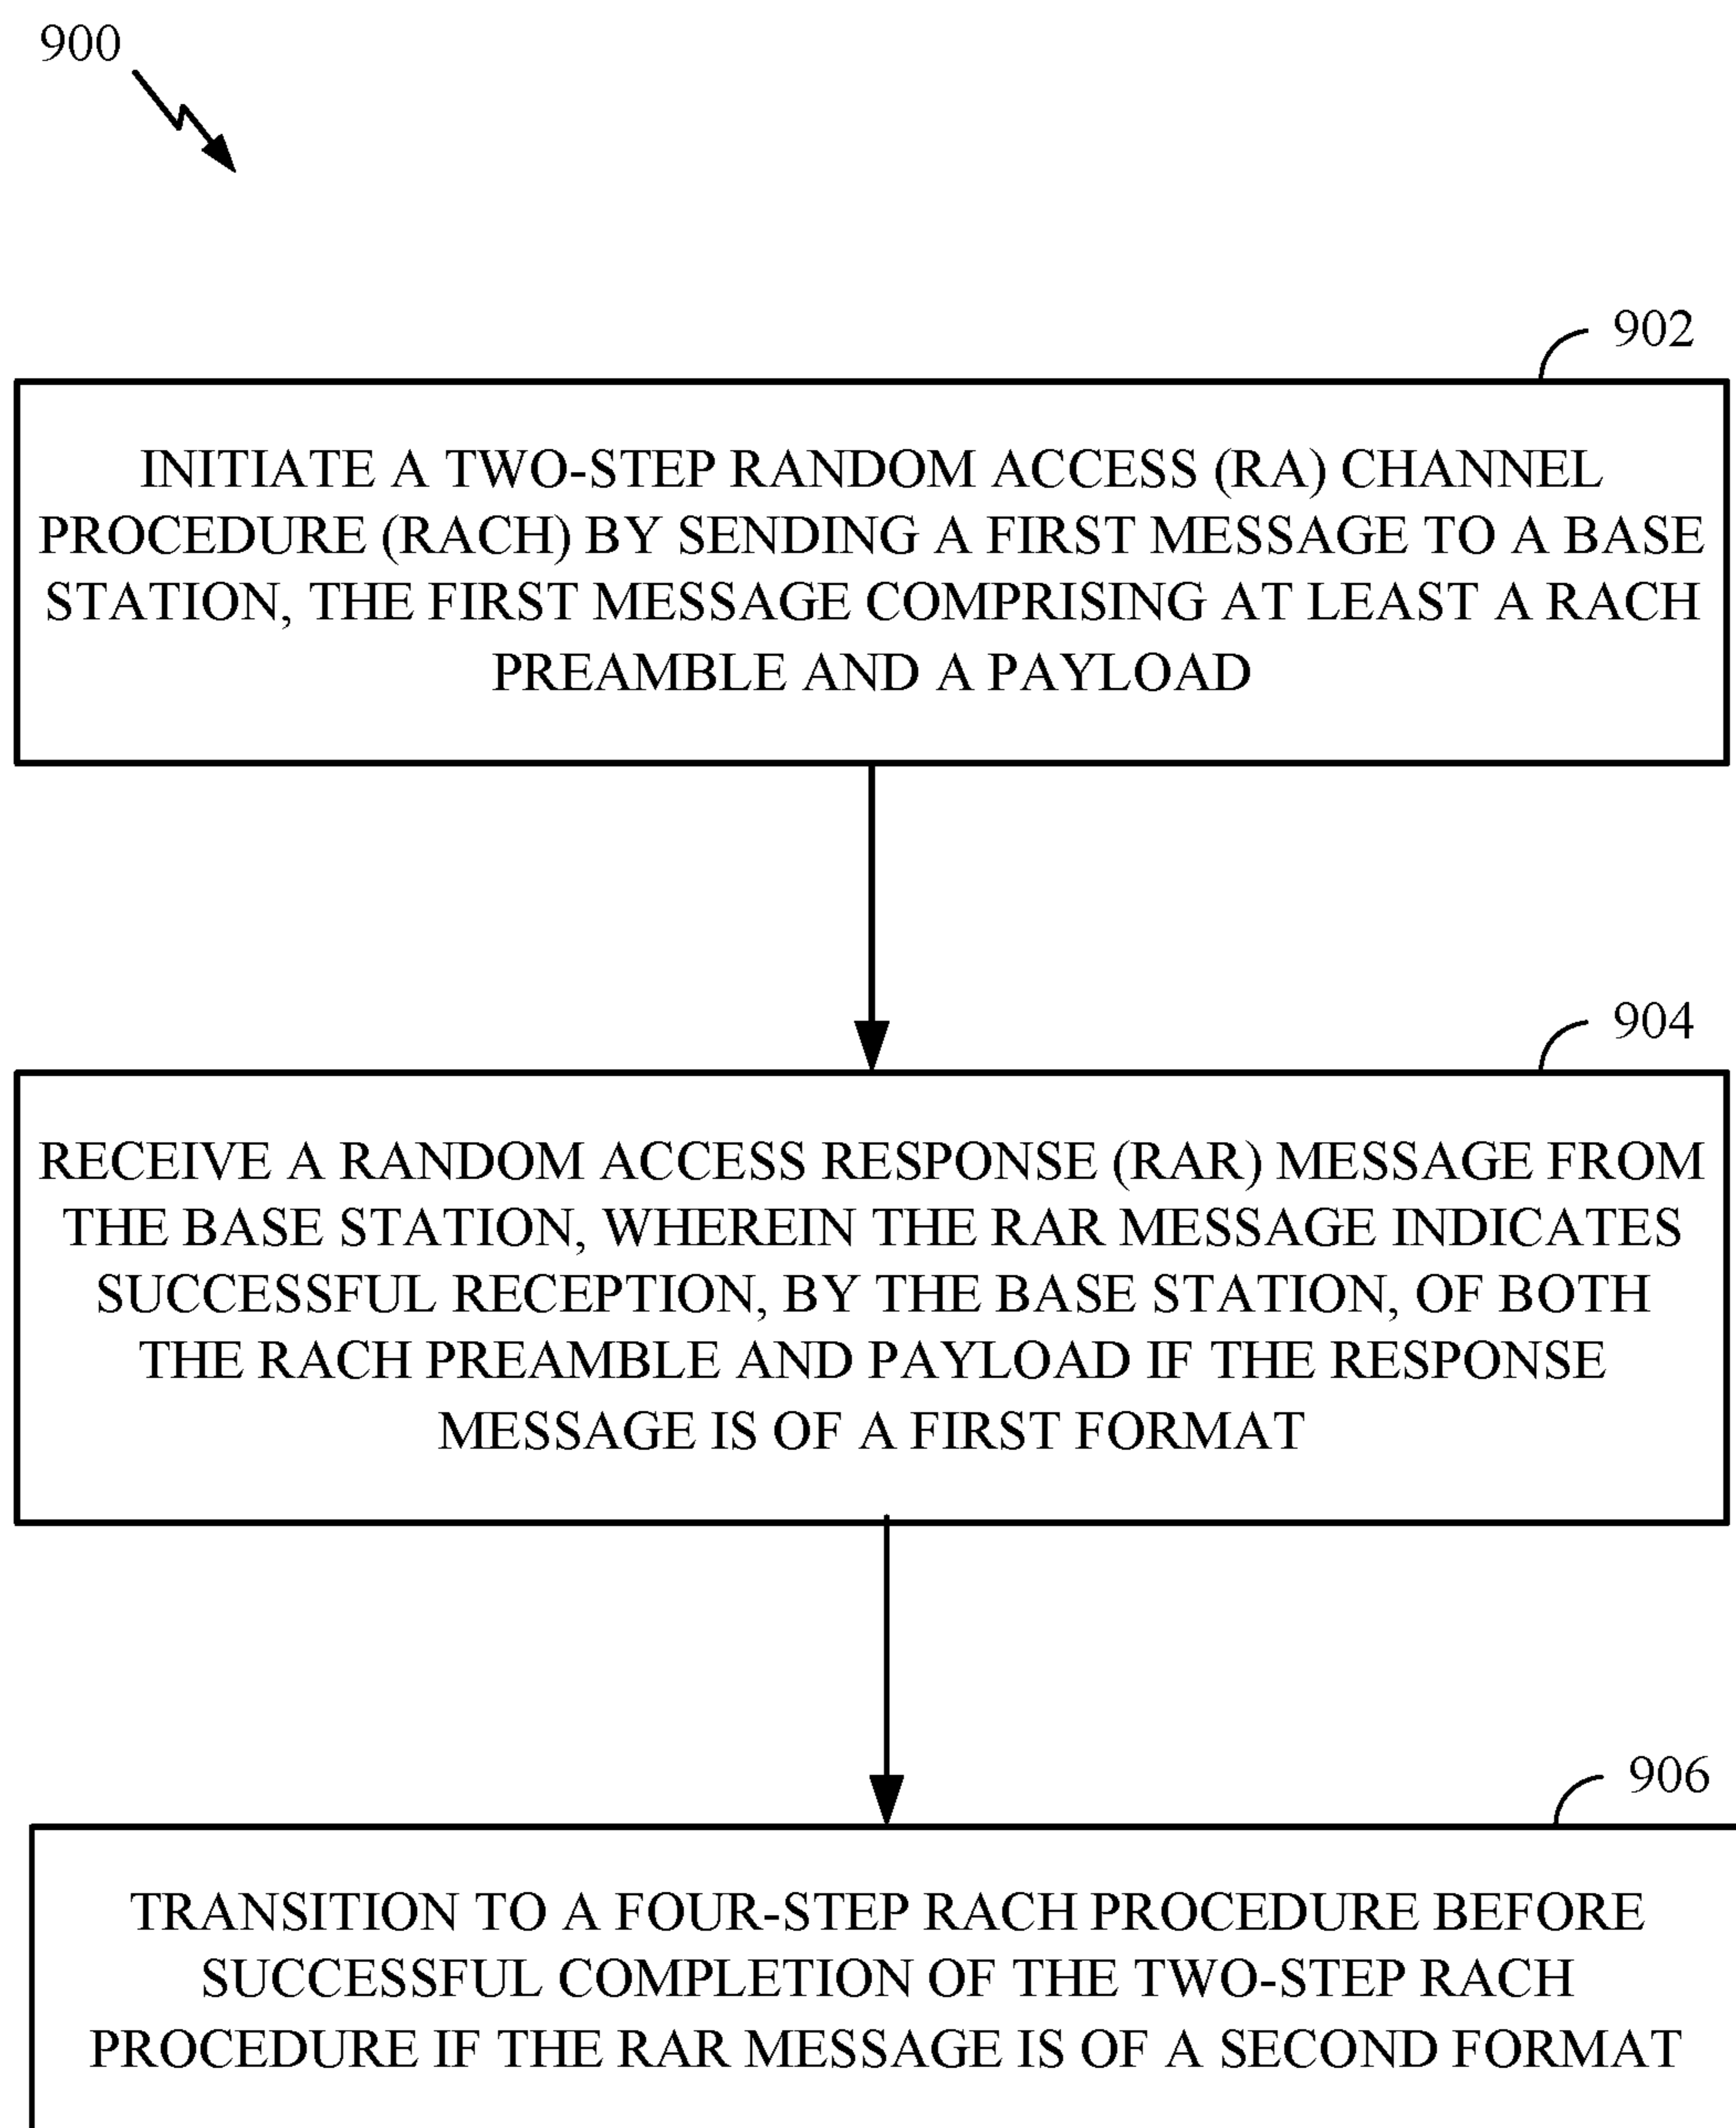 900
902
INITIATE A TWO-STEP RANDOM ACCESS (RA) CHANNEL
PROCEDURE (RACH) BY SENDING A FIRST MESSAGE TO A BASE
STATION, THE FIRST MESSAGE COMPRISING AT LEAST A RACH
PREAMBLE AND A PAYLOAD
904
RECEIVE A RANDOM ACCESS RESPONSE (RAR) MESSAGE FROM
THE BASE STATION, WHEREIN THE RAR MESSAGE INDICATES
SUCCESSFUL RECEPTION, BY THE BASE STATION, OF BOTH
THE RACH PREAMBLE AND PAYLOAD IF THE RESPONSE
MESSAGE IS OF A FIRST FORMAT
906
TRANSITION TO A FOUR-STEP RACH PROCEDURE BEFORE
SUCCESSFUL COMPLETION OF THE TWO-STEP RACH
PROCEDURE IF THE RAR MESSAGE IS OF A SECOND FORMAT